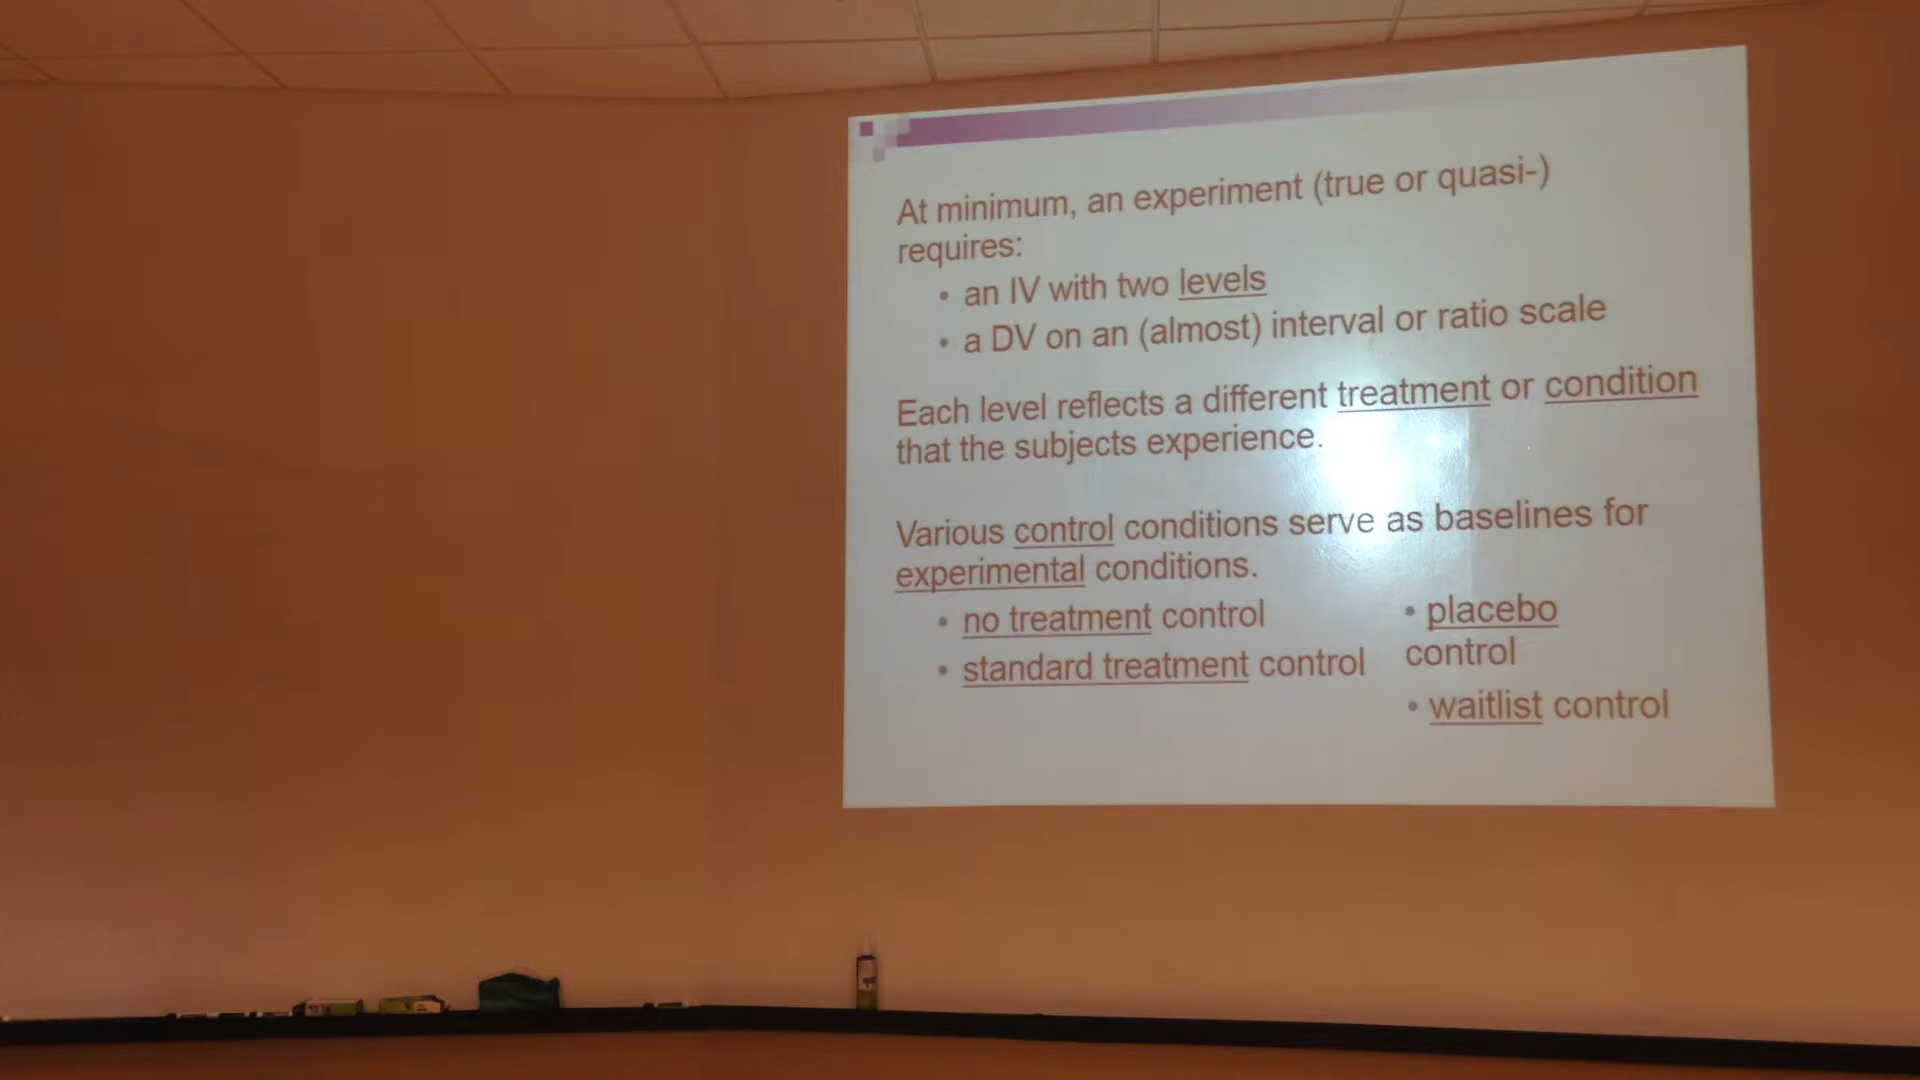 At minimum, an experiment (true or quasi-)
requires:
• an IV with two levels
• a DV on an (almost) interval or ratio scale
Each level reflects a different treatment or condition
that the subjects experience.
Various control conditions serve as baselines for
experimental conditions.
• no treatment control
• standard treatment control
• placebo
control
• waitlist control